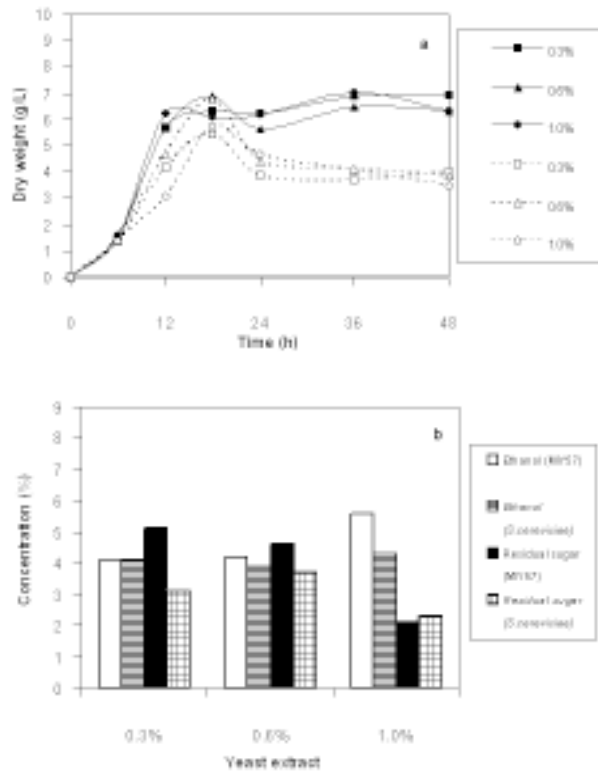 a
Dry weight (g/L)
10
9
8
7
6
5
4
3
2
1
0
0 12 24 36 48
Time (h)
0.3%
0.6%
1.0%
0.3%
0.6%
1.0%
b
Concentration (%)
9
8
7
6
5
4
3
2
1
0
0.3% 0.6% 1.0%
Yeast extract
Ethanol (M157)
Ethanol
(S.cerevisiae)
Residual sugar
(M157)
Residual sugar
(S.cerevisiae)